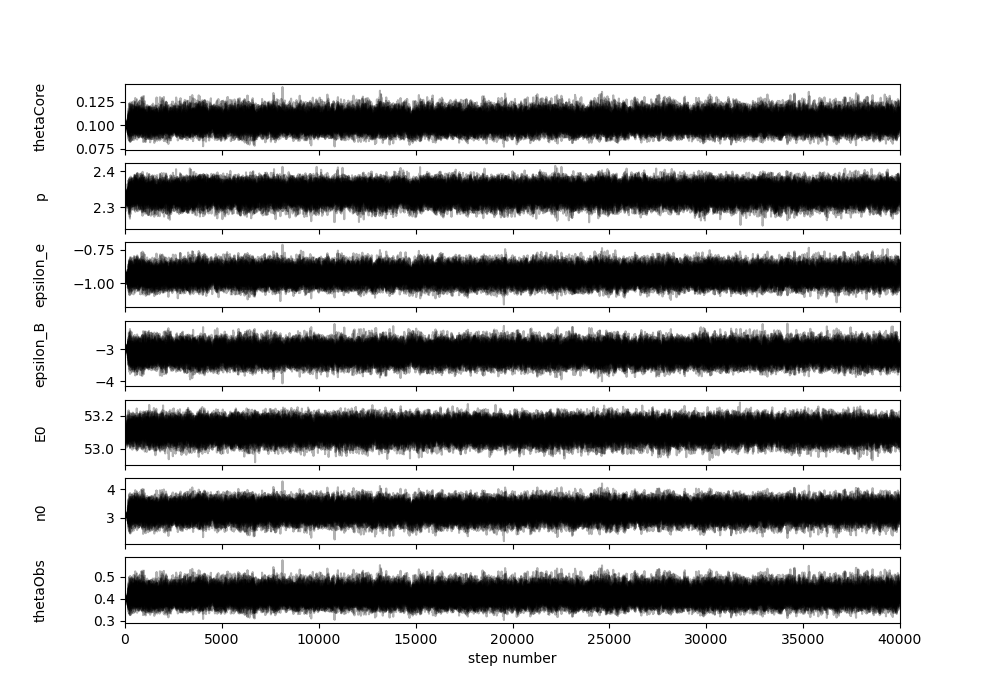 thetaCore
0.125
0.100
0.075
p
2.4
2.3
epsilon_e
−0.75
−1.00
epsilon_B
−3
−4
E0
53.2
53.0
n0
4
3
thetaObs
0.5
0.4
0.3
0 5000 10000 15000 20000 25000 30000 35000 40000
step number